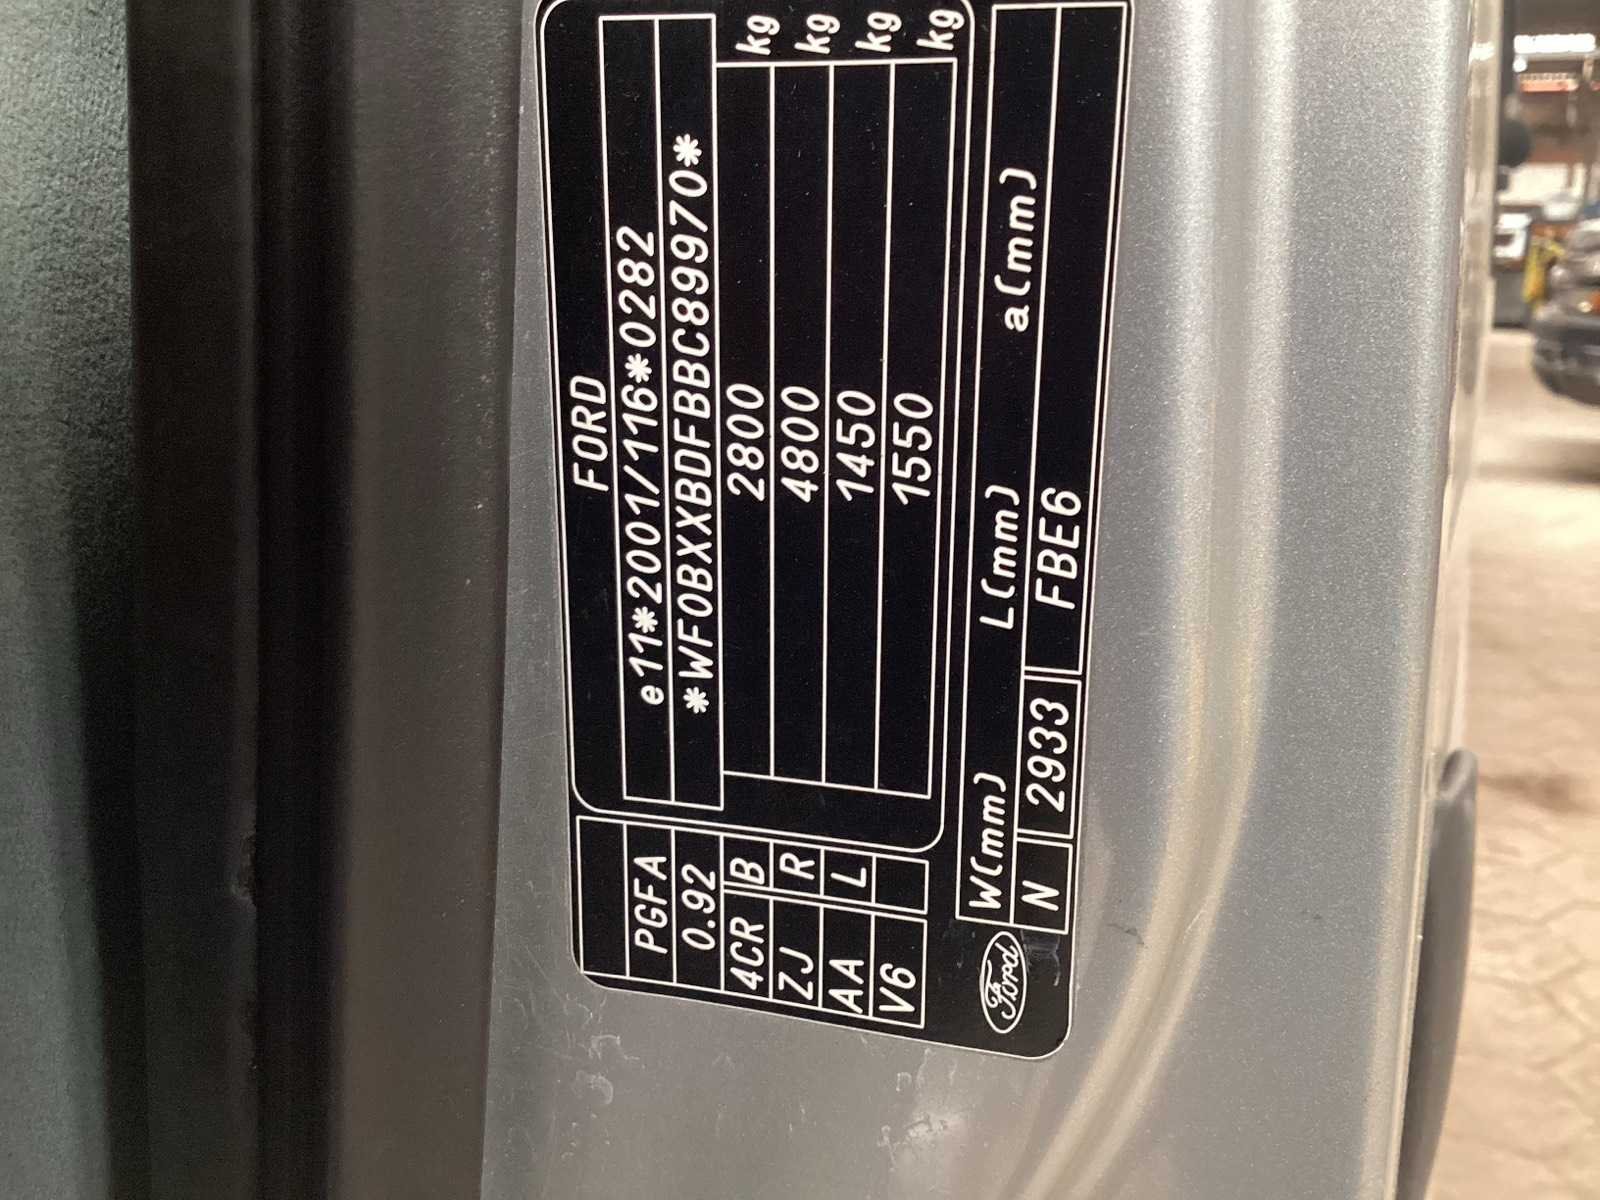 FORD
PGFA e11*2001/116*0282
0.92 *WF0BXXBDFBBC89970*
4CR B 2800 kg
ZJ R 4800 kg
AA L 1450 kg
V6 1550 kg
W(mm) L(mm) a(mm)
N 2933 FBE6
Ford